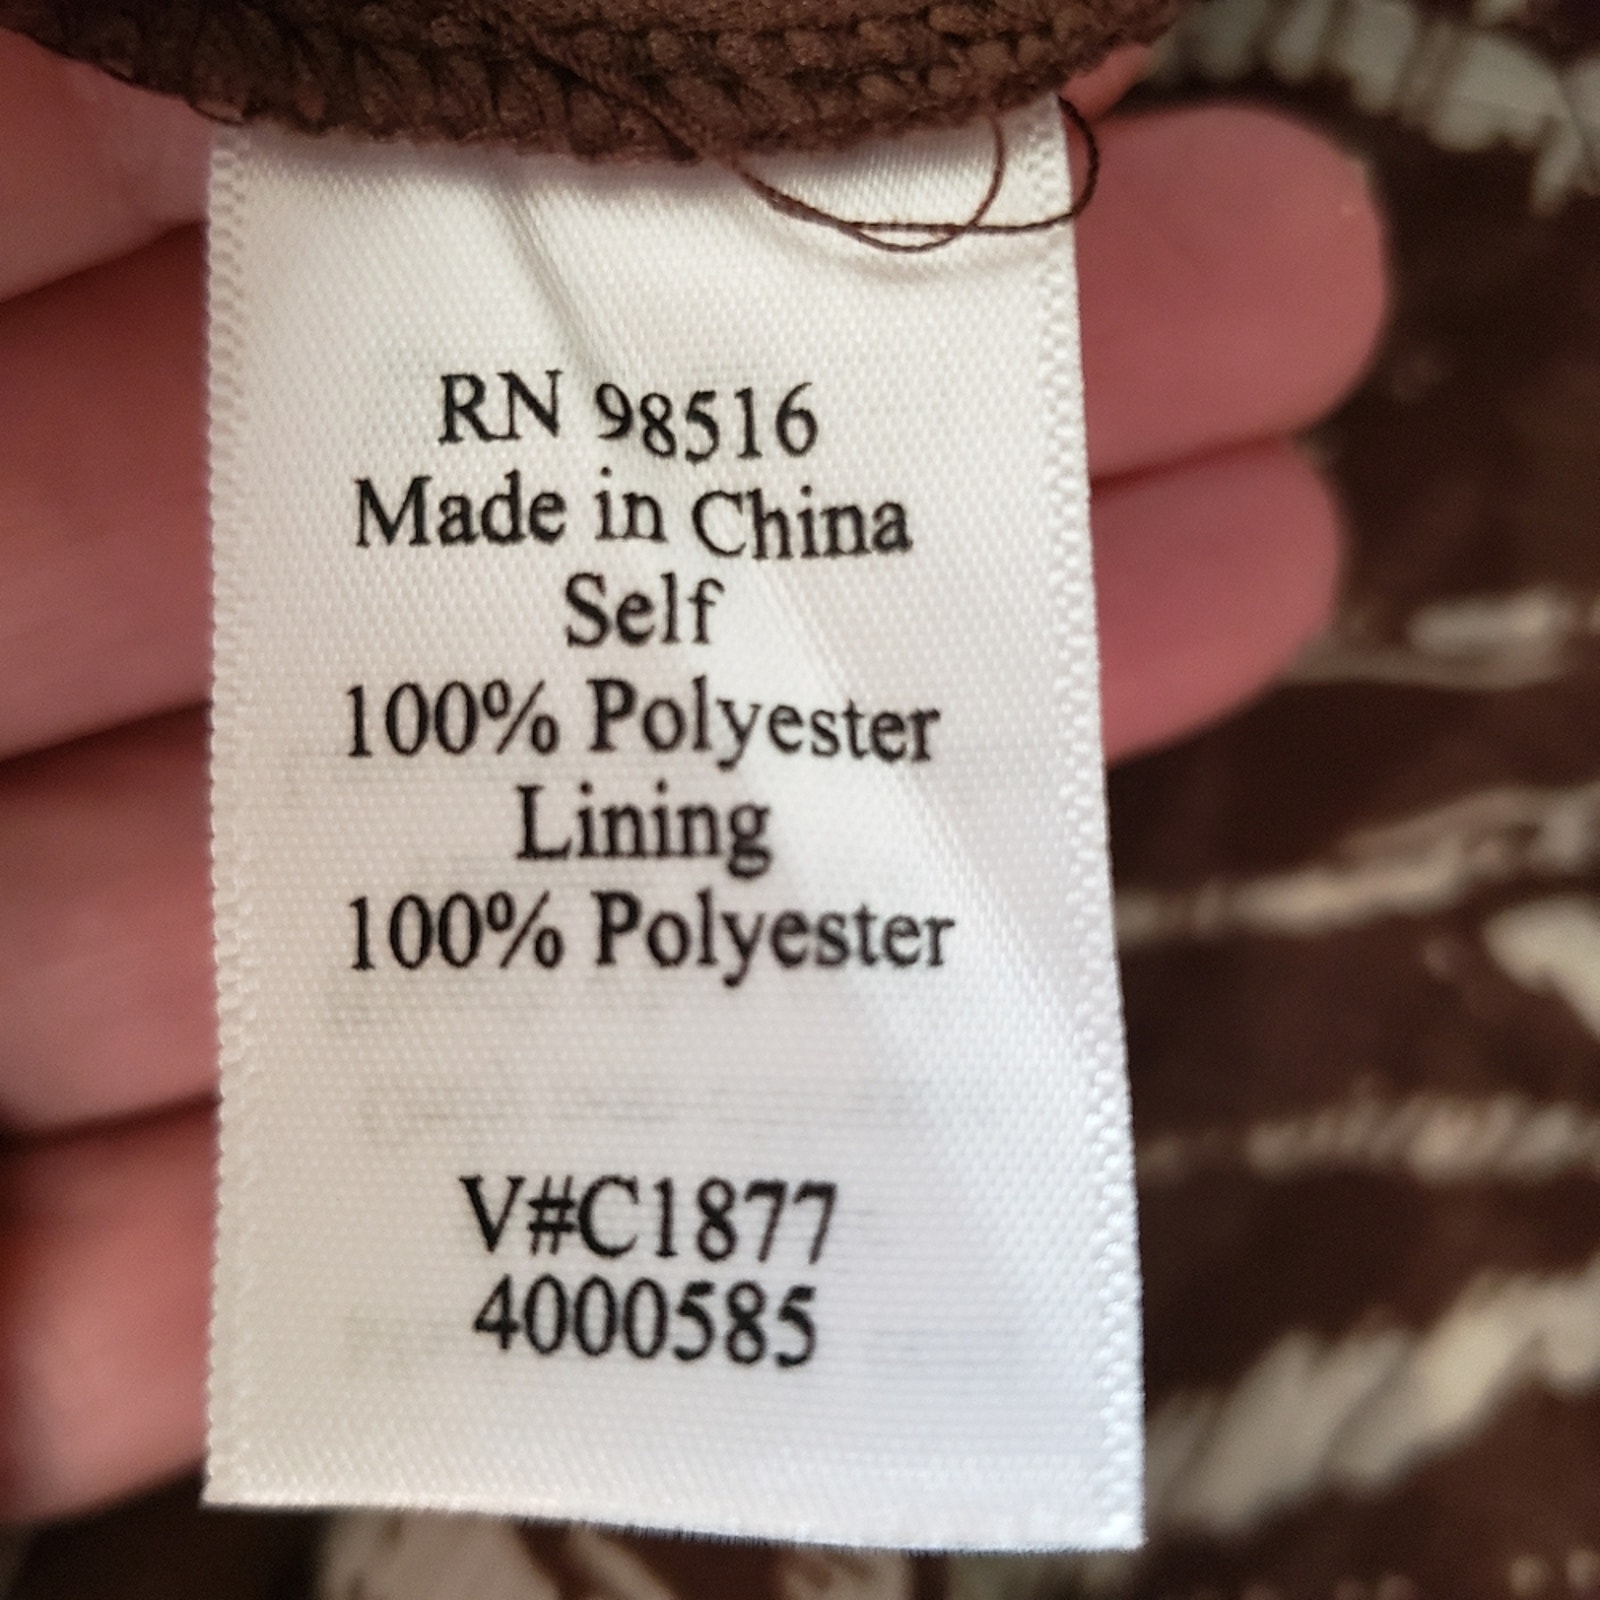 RN 98516
Made in China
Self
100% Polyester
Lining
100% Polyester
V#C1877
4000585